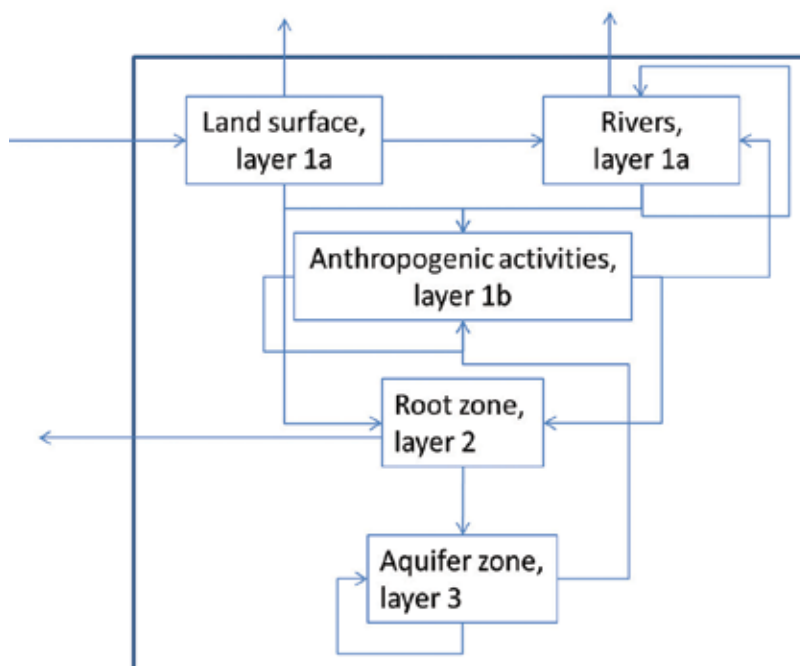 Land surface,
layer 1a
Rivers,
layer 1a
Anthropogenic activities,
layer 1b
Root zone,
layer 2
Aquifer zone,
layer 3